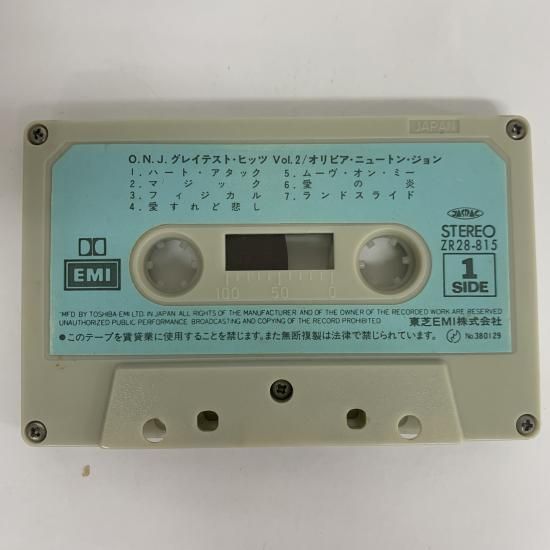 JAPAN
O.N.J. グレイテスト・ヒッツ Vol.2/オリビア・ニュートン・ジョン
1. ハート・アタック 5. ムーヴ・オン・ミー
2. マジック 6. 愛の炎
3. フィジカル 7. ランドスライド
4. 愛すれど悲し
JASRAC
STEREO
ZR28-815
EMI
1
SIDE
100 50 0
"MFD. BY TOSHIBA-EMI LTD. IN JAPAN. ALL RIGHTS OF THE MANUFACTURER AND OF THE OWNER OF THE RECORDED WORK ARE RESERVED
UNAUTHORIZED PUBLIC PERFORMANCE. BROADCASTING AND COPYING OF THE RECORD PROHIBITED. 東芝EMI株式会社
●このテープを賃貸業に使用することを禁じます。また無断複製は法律で禁じられています。 No.380129